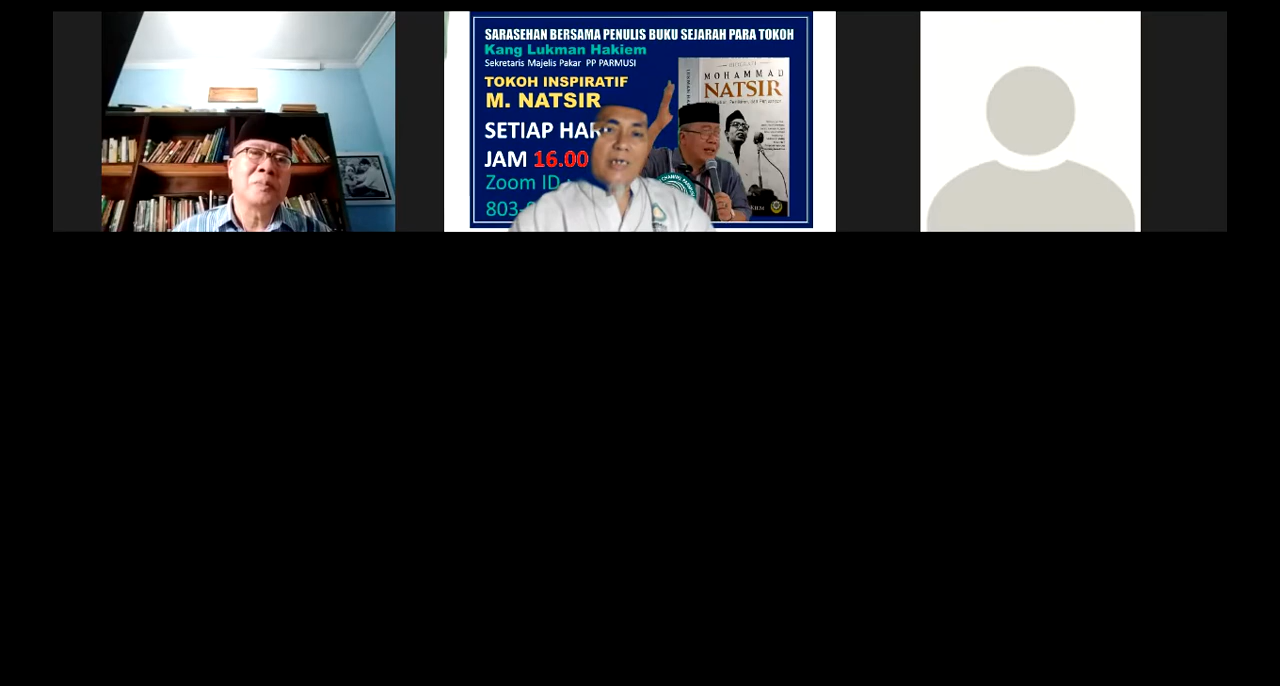 SARASEHAN BERSAMA PENULIS BUKU SEJARAH PARA TOKOH
Kang Lukman Hakiem
Sekretaris Majelis Pakar PP PARMUSI
TOKOH INSPIRATIF
M. NATSIR
SETIAP HAR
JAM 16.00
Zoom ID
803-
BIOGRAFI
MOHAMMAD
NATSIR